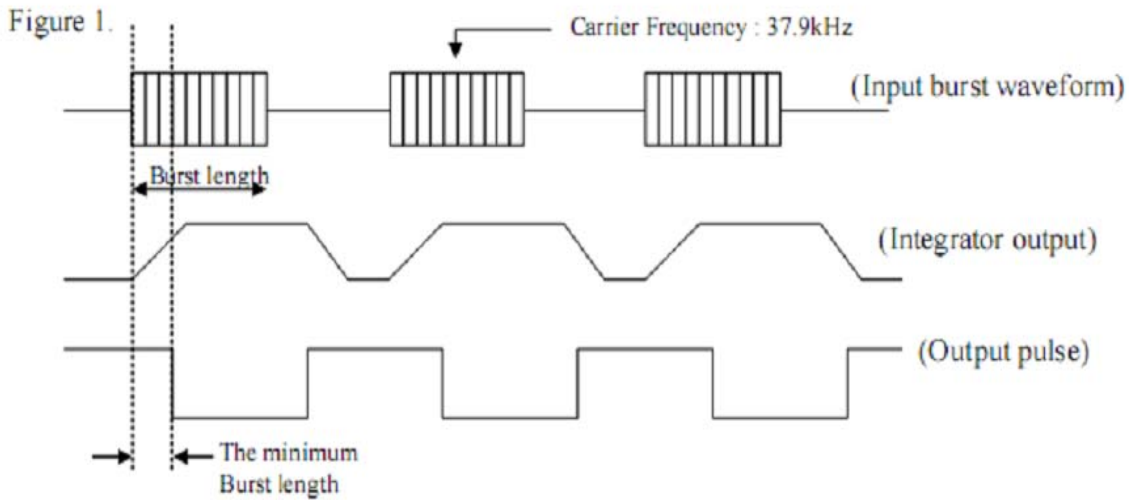 Figure 1.
Carrier Frequency : 37.9kHz
(Input burst waveform)
Burst length
(Integrator output)
(Output pulse)
The minimum
Burst length